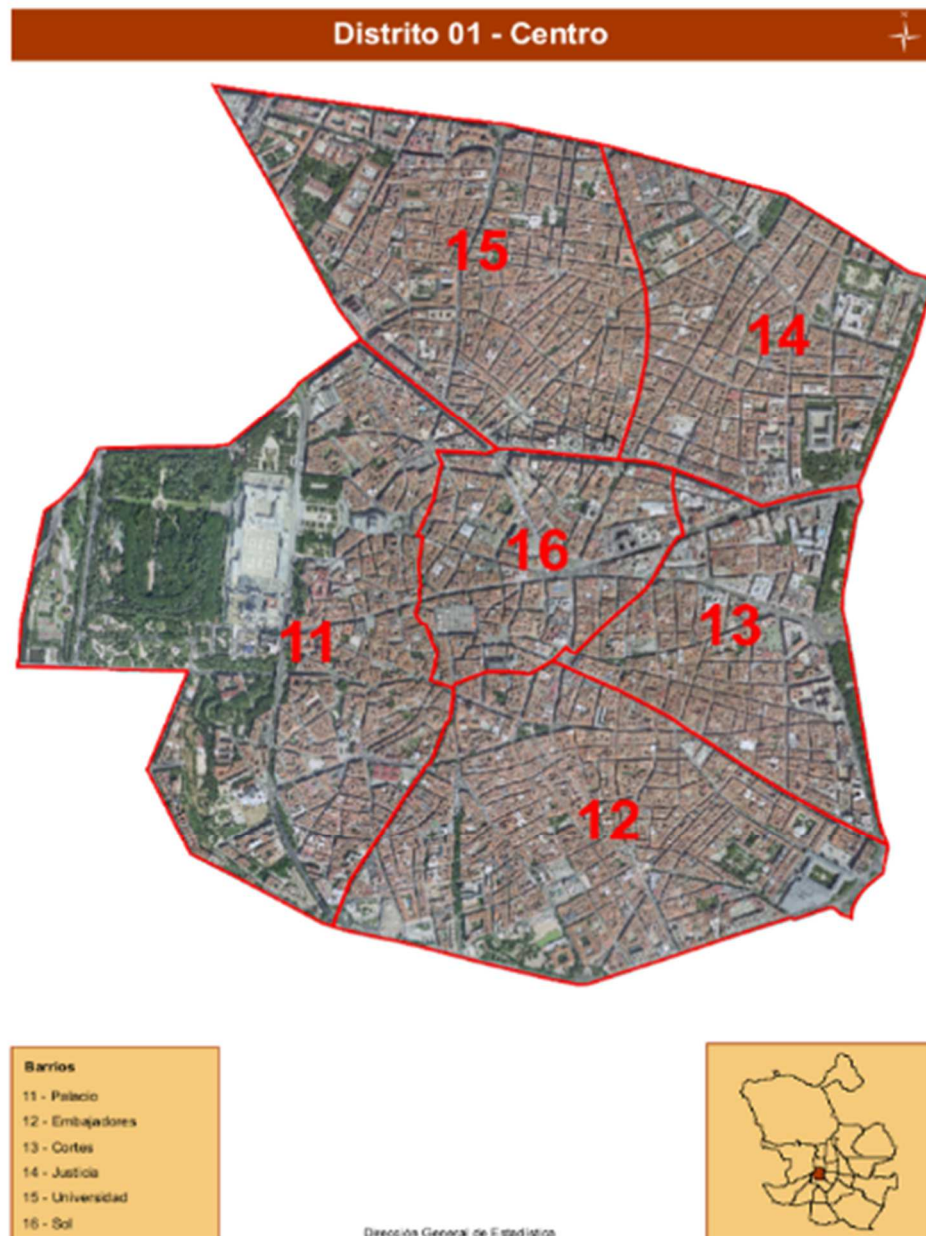 Distrito 01 - Centro
N
15
14
16
13
11
12
Barrios
11 - Palacio
12 - Embajadores
13 - Cortes
14 - Justicia
15 - Universidad
16 - Sol
Dirección General de Estadística